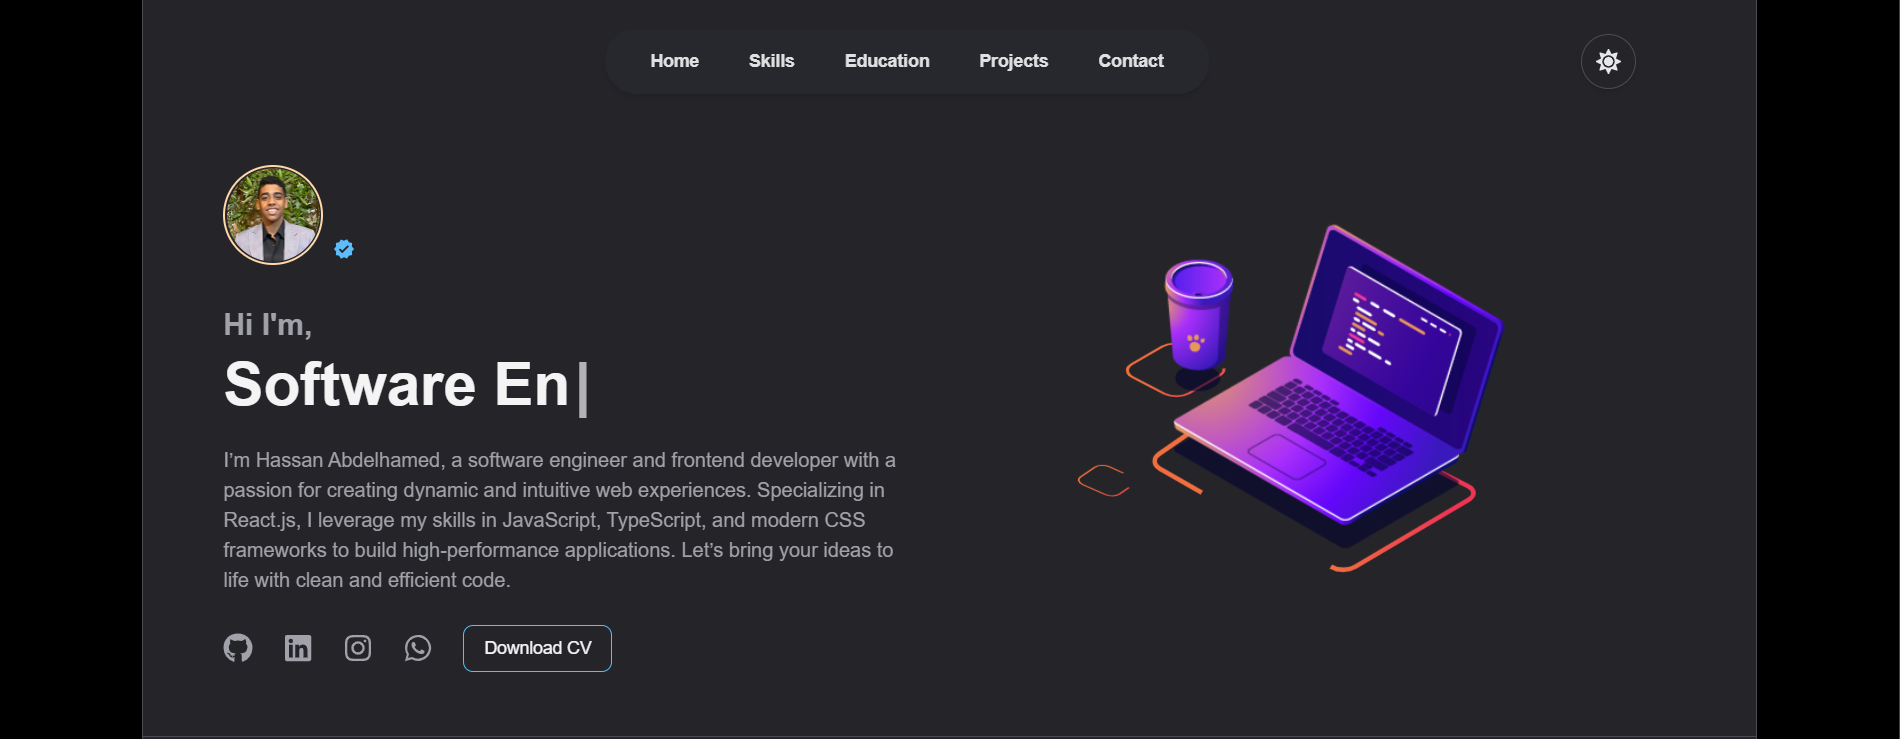 Home Skills Education Projects Contact
Hi I'm,
Software En|
I’m Hassan Abdelhamed, a software engineer and frontend developer with a
passion for creating dynamic and intuitive web experiences. Specializing in
React.js, I leverage my skills in JavaScript, TypeScript, and modern CSS
frameworks to build high-performance applications. Let’s bring your ideas to
life with clean and efficient code.
in
Download CV